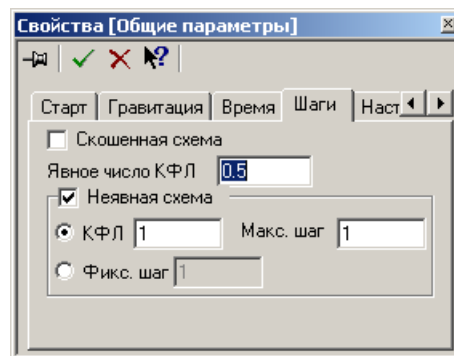 Свойства [Общие параметры]
Старт Гравитация Время Шаги Наст
Скошенная схема
Явное число КФЛ 0.5
Неявная схема
КФЛ 1 Макс. шаг 1
Фикс. шаг 1